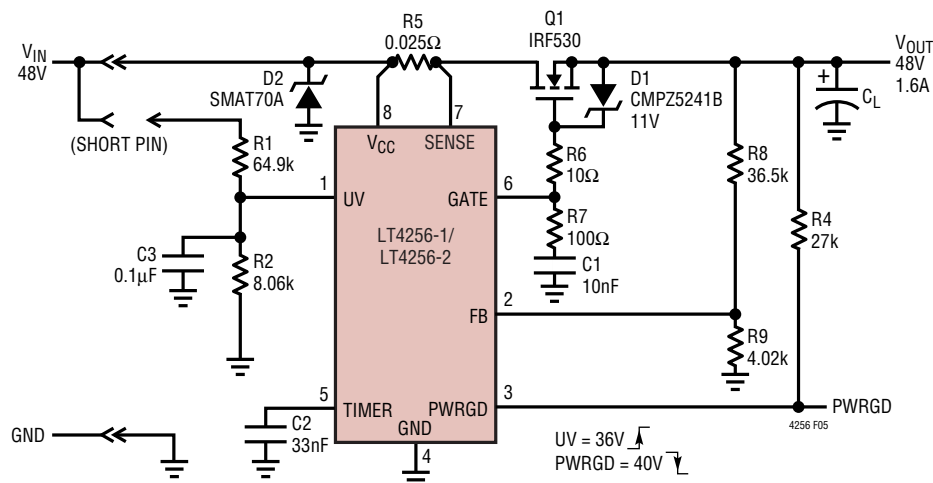 R5
0.025Ω
Q1
IRF530
VIN
48V
VOUT
48V
1.6A
D2
SMAT70A
D1
CMPZ5241B
11V
+
CL
(SHORT PIN)
8
7
VCC
SENSE
R1
64.9k
R6
10Ω
R8
36.5k
1
UV
GATE
6
R7
100Ω
R4
27k
LT4256-1/
LT4256-2
C3
0.1µF
R2
8.06k
C1
10nF
FB
2
R9
4.02k
5
TIMER
PWRGD
3
PWRGD
4256 F05
C2
33nF
GND
4
GND
UV = 36V
PWRGD = 40V